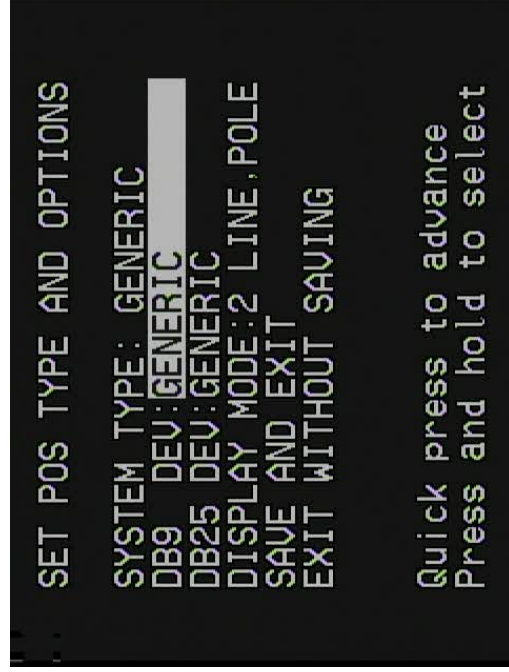 SET POS TYPE AND OPTIONS
SYSTEM TYPE: GENERIC
DB9 DEV:GENERIC
DB25 DEV:GENERIC
DISPLAY MODE:2 LINE,POLE
SAVE AND EXIT
EXIT WITHOUT SAVING
Quick press to advance
Press and hold to select